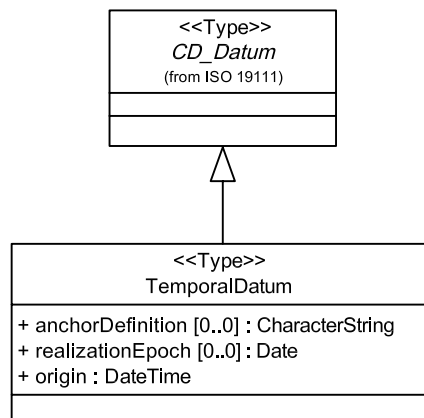 <<Type>>
CD_Datum
(from ISO 19111)
<<Type>>
TemporalDatum
+ anchorDefinition [0..0] : CharacterString
+ realizationEpoch [0..0] : Date
+ origin : DateTime